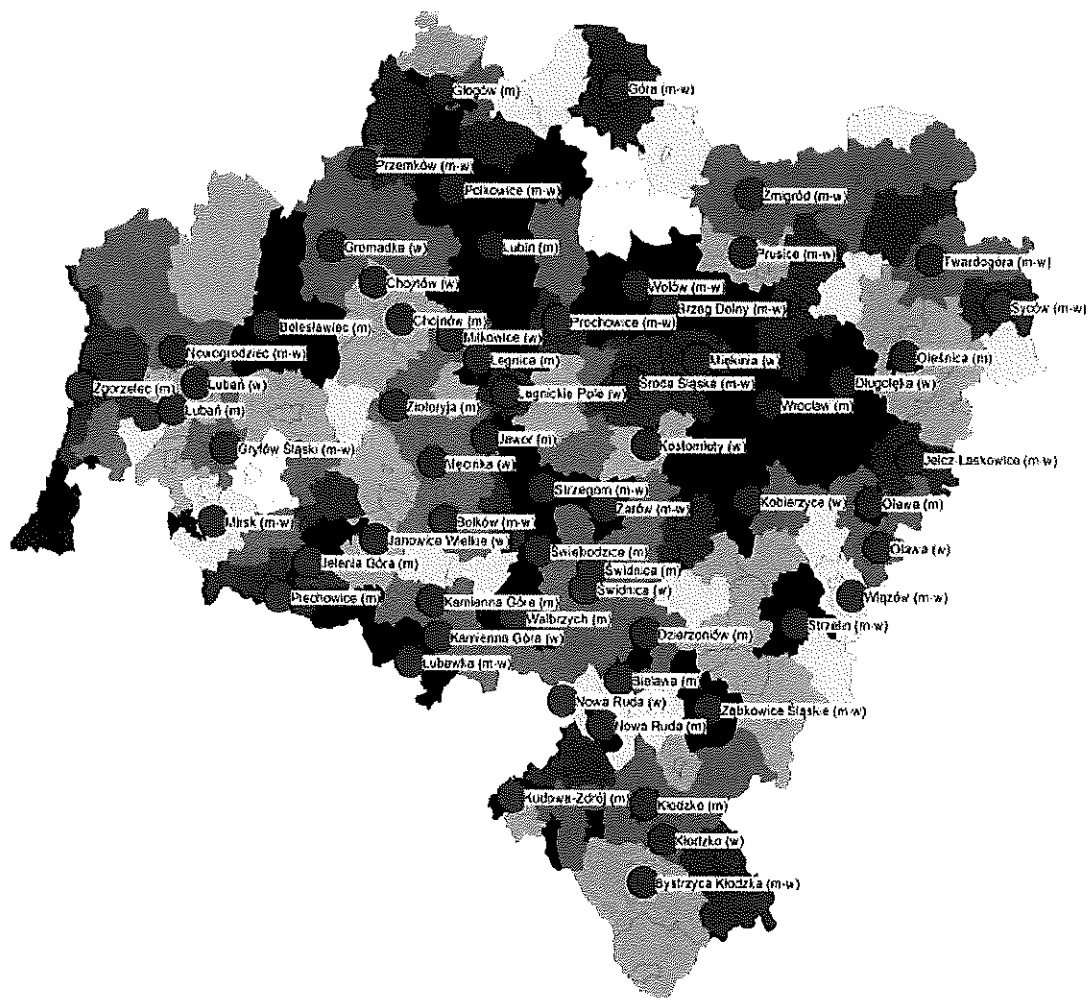 Głogów (m)
Góra (m-w)
Przemków (m-w)
Polkowice (m-w)
Żmigród (m-w)
Gromadka (w)
Lubin (m)
Prusice (m-w)
Twardogóra (m-w)
Chojnów (w)
Wołów (m-w)
Brzeg Dolny (m-w)
Syców (m-w)
Chojnów (m)
Prochowice (m-w)
Bolesławiec (m)
Miłkowice (w)
Nowogrodziec (m-w)
Legnica (m)
Miękinia (w)
Oleśnica (m)
Zgorzelec (m)
Lubań (w)
Legnickie Pole (w)
Środa Śląska (m-w)
Długołęka (w)
Lubań (m)
Złotoryja (m)
Wrocław (m)
Jawor (m)
Kostomłoty (w)
Gryfów Śląski (m-w)
Męcinka (w)
Jelcz-Laskowice (m-w)
Strzegom (m-w)
Mirsk (m-w)
Bolków (m-w)
Żarów (m-w)
Kobierzyce (w)
Oława (m)
Janowice Wielkie (w)
Jelenia Góra (m)
Świebodzice (m)
Oława (w)
Świdnica (m)
Świdnica (w)
Piechowice (m)
Kamienna Góra (m)
Wiązów (m-w)
Wałbrzych (m)
Kamienna Góra (w)
Dzierżoniów (m)
Strzelin (m-w)
Lubawka (m-w)
Bielawa (m)
Nowa Ruda (w)
Ząbkowice Śląskie (m-w)
Nowa Ruda (m)
Kudowa-Zdrój (m)
Kłodzko (m)
Kłodzko (w)
Bystrzyca Kłodzka (m-w)